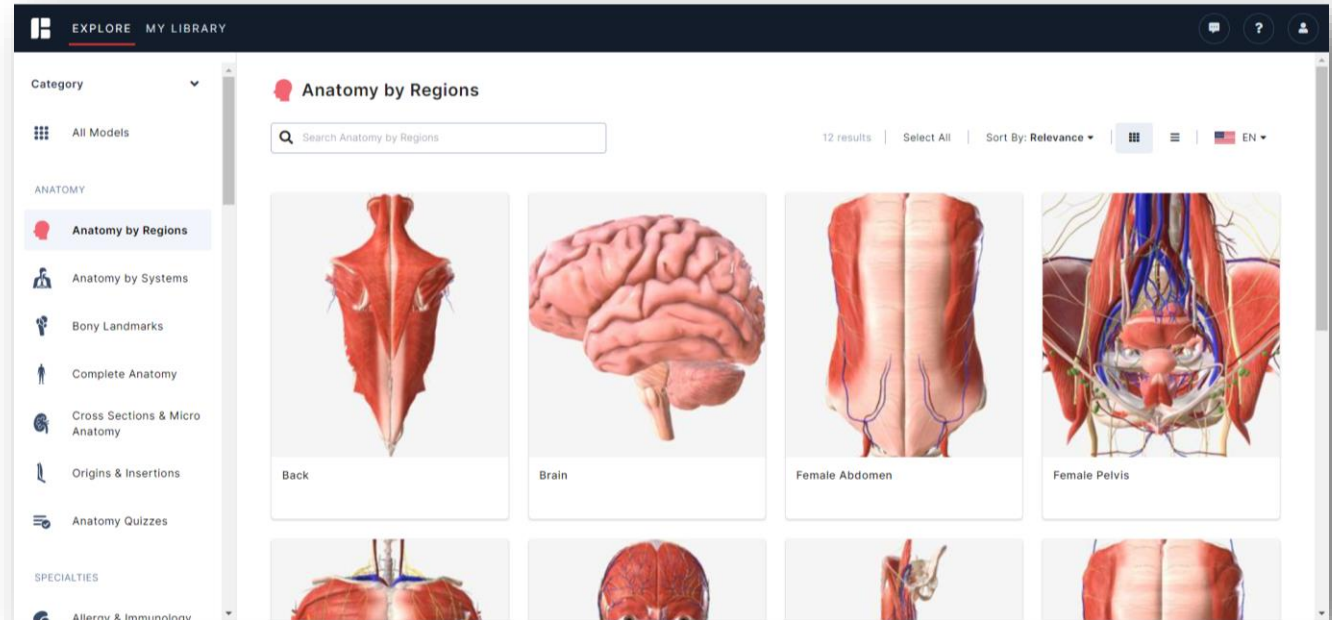 EXPLORE MY LIBRARY
?
Category
All Models
ANATOMY
Anatomy by Regions
Anatomy by Systems
Bony Landmarks
Complete Anatomy
Cross Sections & Micro
Anatomy
Origins & Insertions
Anatomy Quizzes
SPECIALTIES
Allergy & Immunology
Anatomy by Regions
Search Anatomy by Regions
12 results
Select All
Sort By: Relevance
EN
Back
Brain
Female Abdomen
Female Pelvis